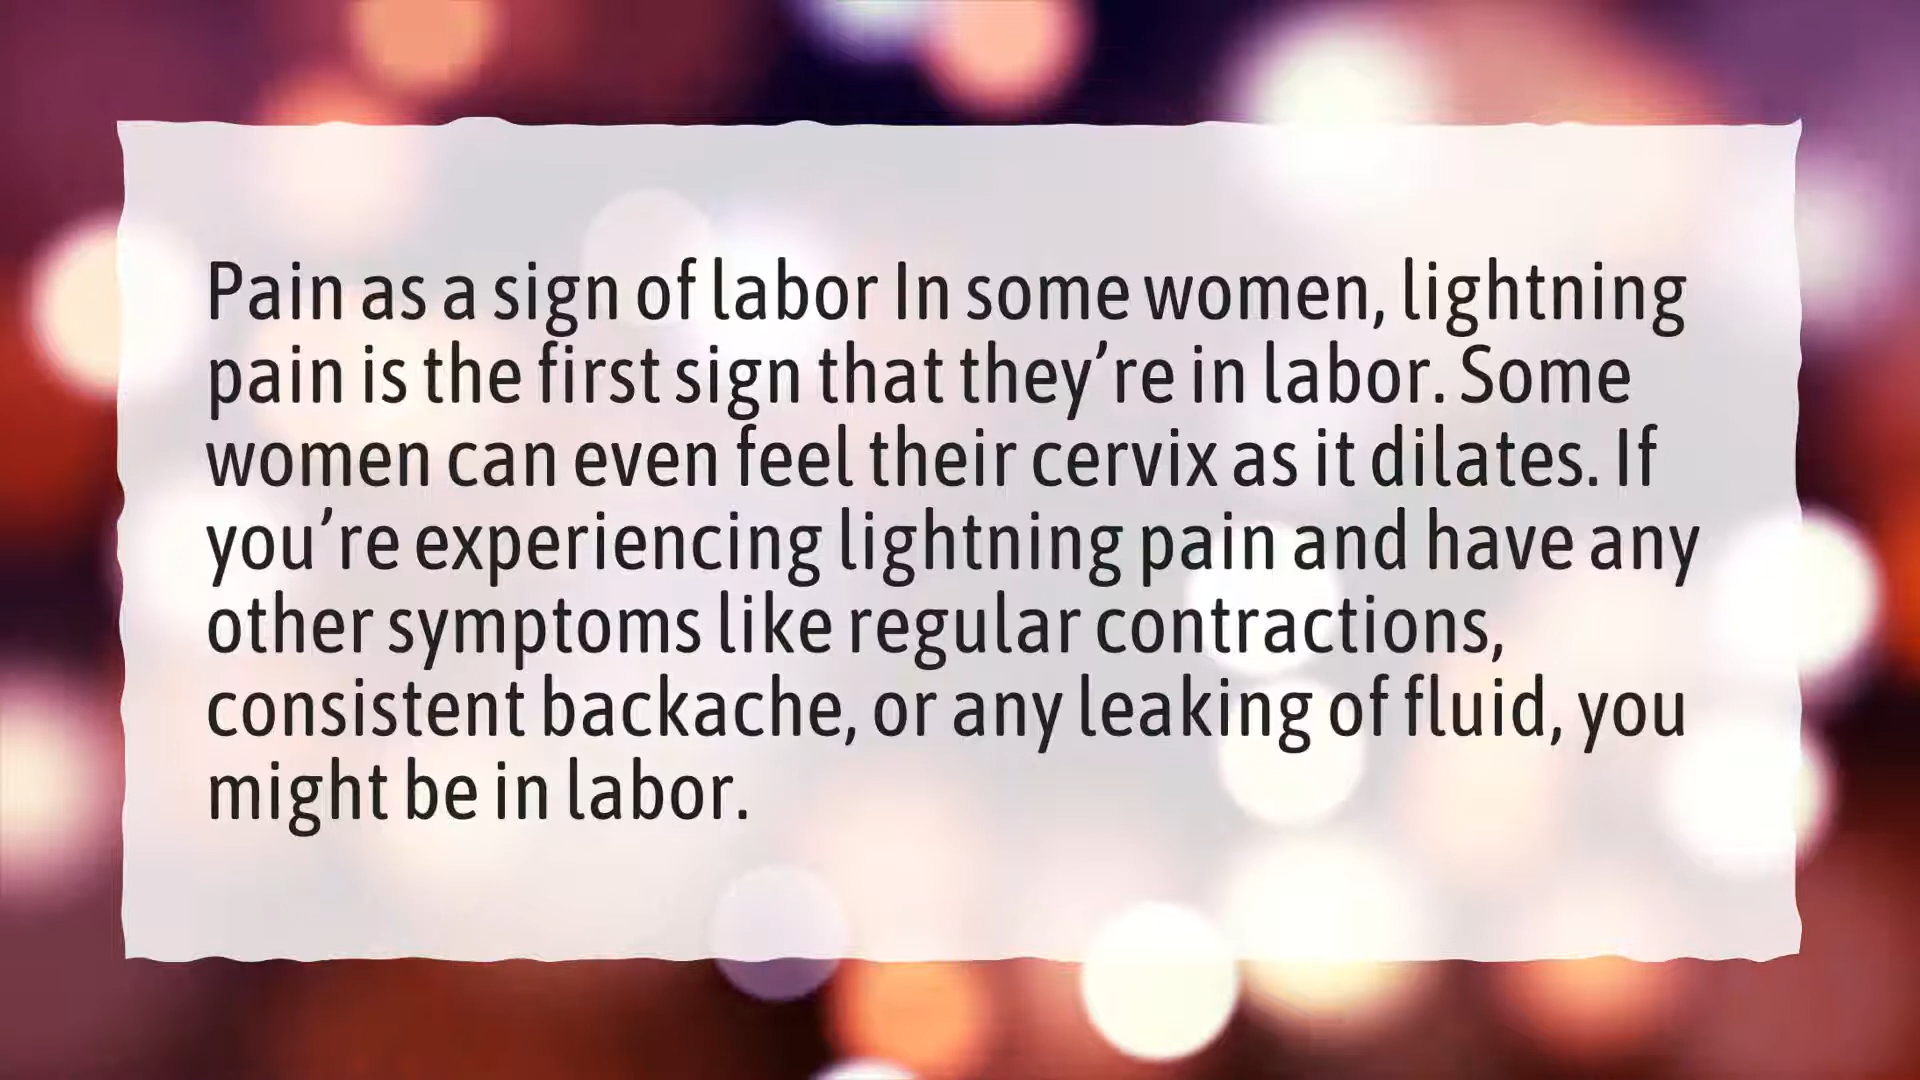 Pain as a sign of labor In some women, lightning
pain is the first sign that they’re in labor. Some
women can even feel their cervix as it dilates. If
you’re experiencing lightning pain and have any
other symptoms like regular contractions,
consistent backache, or any leaking of fluid, you
might be in labor.